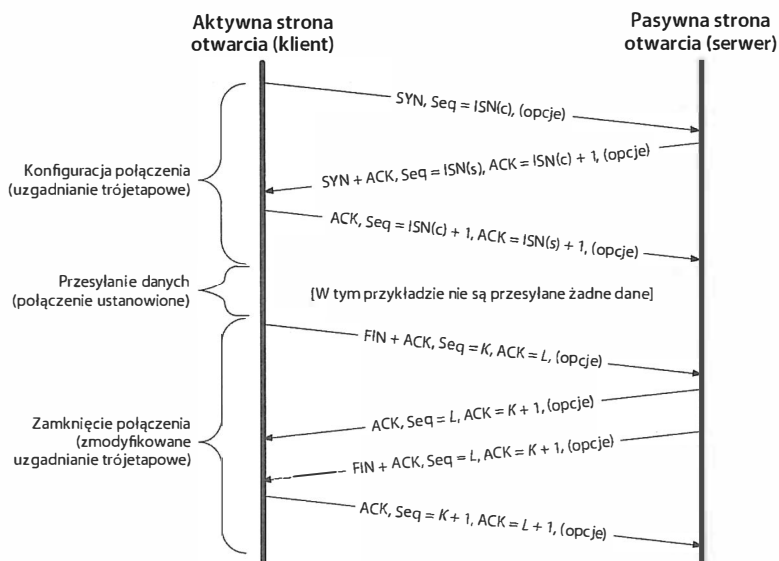 Aktywna strona
otwarcia (klient)
Pasywna strona
otwarcia (serwer)
SYN, Seq = ISN(c), (opcje)
Konfiguracja połączenia
(uzgadnianie trójetapowe)
SYN + ACK, Seq = ISN(s), ACK = ISN(c) + 1, (opcje)
ACK, Seq = ISN(c) + 1, ACK = ISN(s) + 1, (opcje)
Przesyłanie danych
(połączenie ustanowione)
[W tym przykładzie nie są przesyłane żadne dane]
FIN + ACK, Seq = K, ACK = L, (opcje)
Zamknięcie połączenia
(zmodyfikowane
uzgadnianie trójetapowe)
ACK, Seq = L, ACK = K + 1, (opcje)
FIN + ACK, Seq = L, ACK = K + 1, (opcje)
ACK, Seq = K + 1, ACK = L + 1, (opcje)